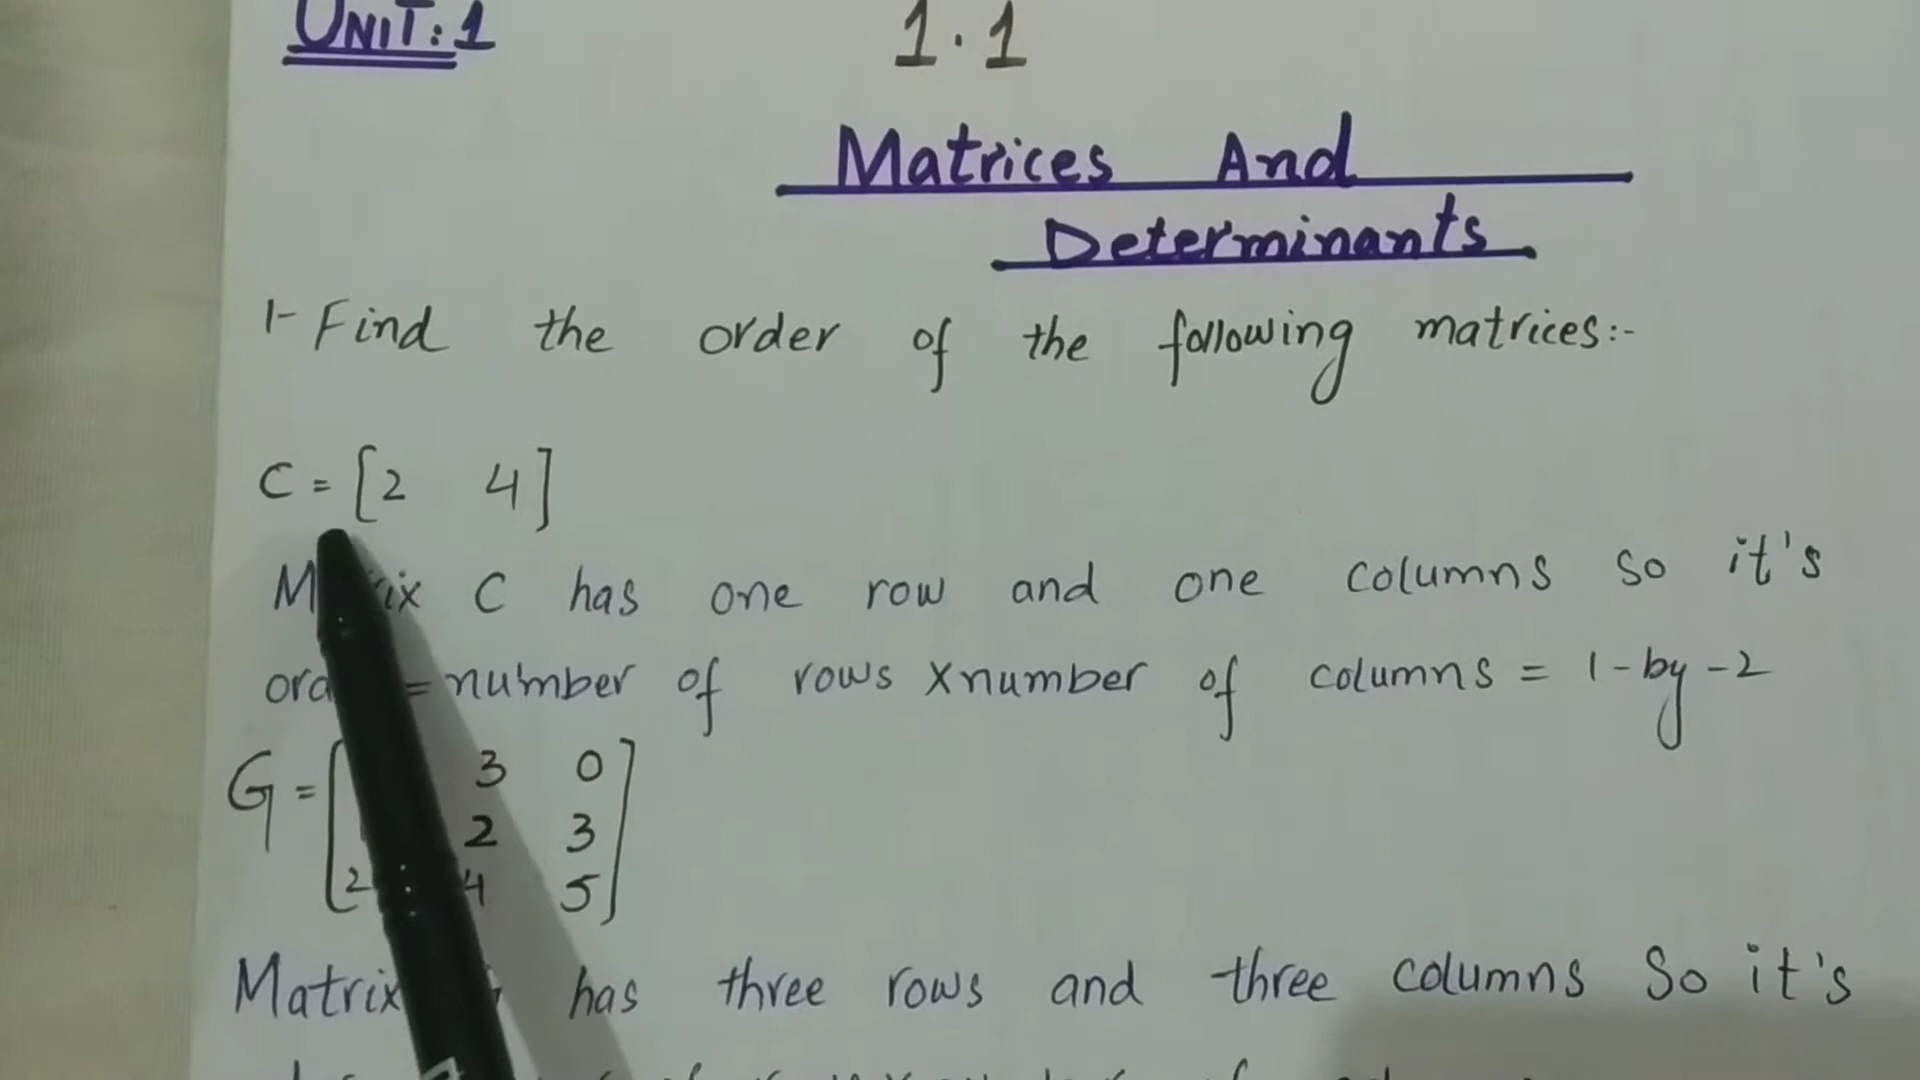 UNIT:1
1.1
Matrices And
Determinants
1- Find the order of the following matrices:-
C = [2 4]
C has one row and one columns so it's
= number of rows x number of columns = 1-by-2
G = [ 3 0
2 3
2 4 5 ]
Matrix has three rows and three columns So it's